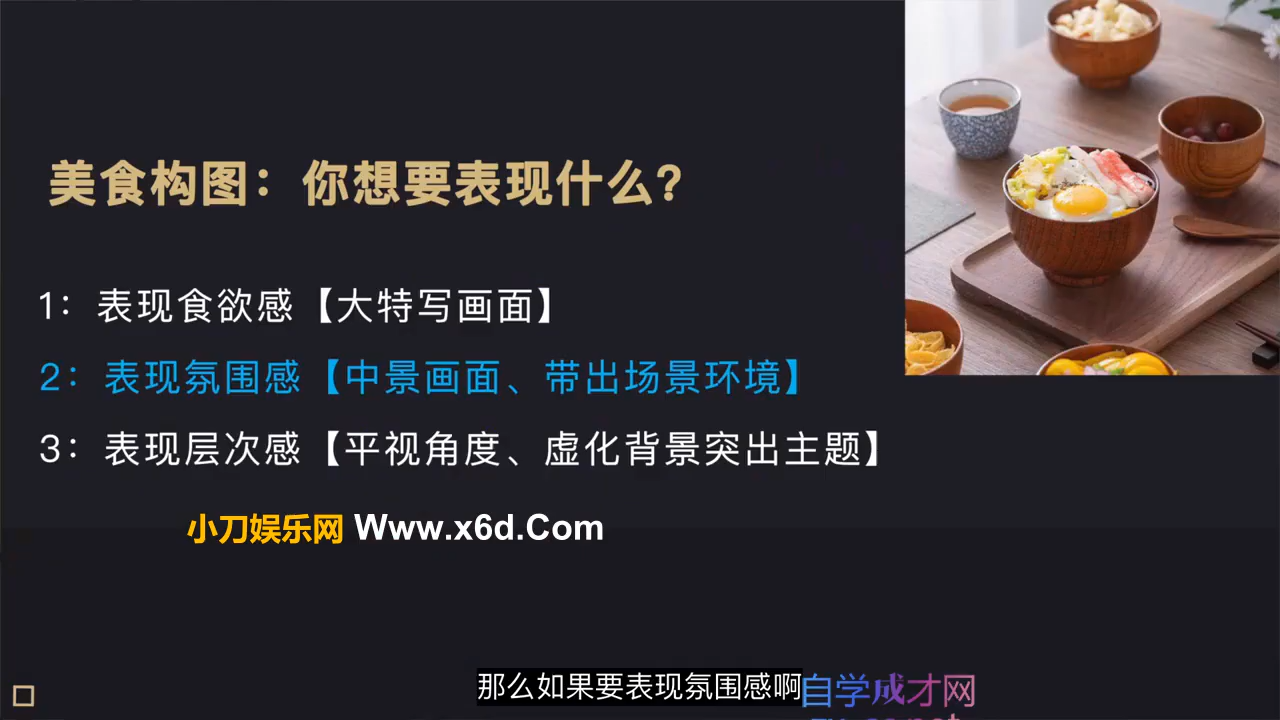 美食构图：你想要表现什么？
1：表现食欲感【大特写画面】
2：表现氛围感【中景画面、带出场景环境】
3：表现层次感【平视角度、虚化背景突出主题】
小刀娱乐网 Www.x6d.Com
那么如果要表现氛围感啊
自学成才网